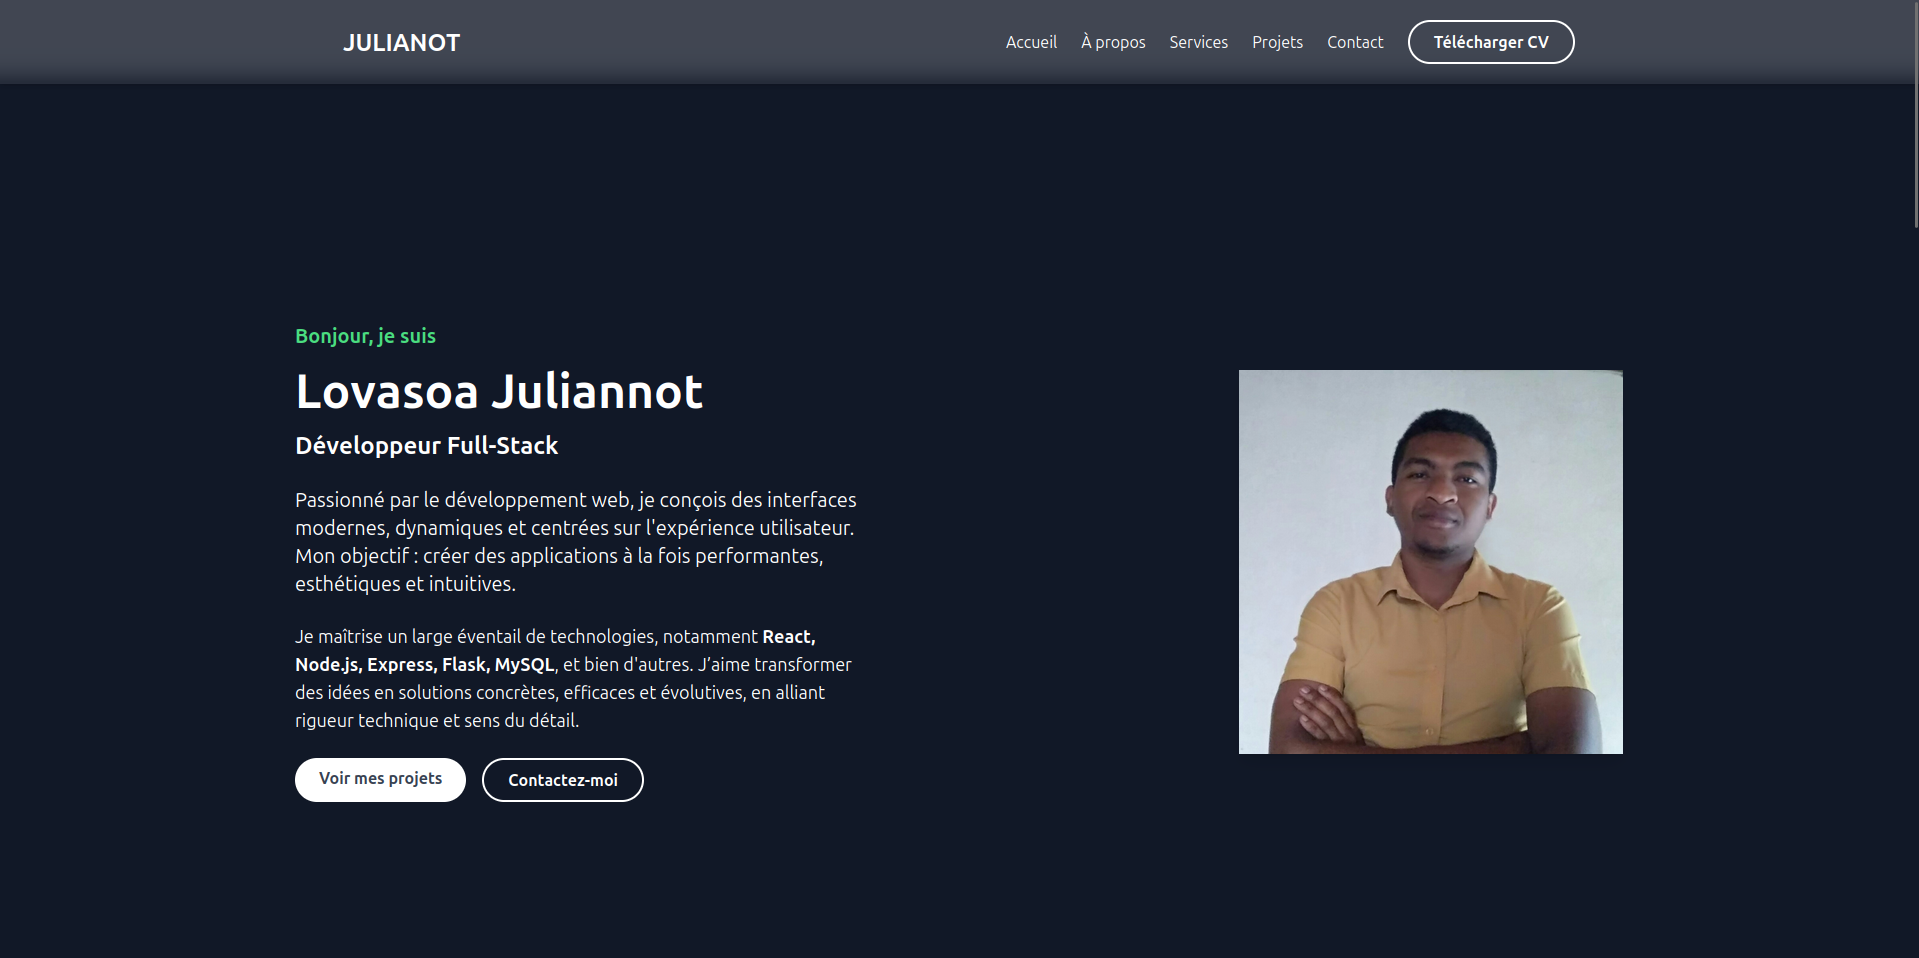 JULIANOT
Accueil À propos Services Projets Contact Télécharger CV
Bonjour, je suis
Lovasoa Juliannot
Développeur Full-Stack
Passionné par le développement web, je conçois des interfaces
modernes, dynamiques et centrées sur l'expérience utilisateur.
Mon objectif : créer des applications à la fois performantes,
esthétiques et intuitives.
Je maîtrise un large éventail de technologies, notamment React,
Node.js, Express, Flask, MySQL, et bien d'autres. J’aime transformer
des idées en solutions concrètes, efficaces et évolutives, en alliant
rigueur technique et sens du détail.
Voir mes projets Contactez-moi